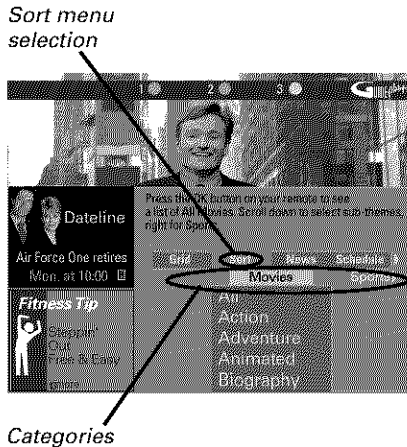 Sort menu
selection
1 2 3 G
Dateline
Air Force One retires
Mon. at 10:00
Press the OK button on your remote to see
a list of All Movies. Scroll down to select sub-themes,
right for Sports
Grid Sort News Schedule
Movies Sports
All
Action
Adventure
Animated
Biography
Fitness Tip
Steppin'
Out
Free & Easy
Categories